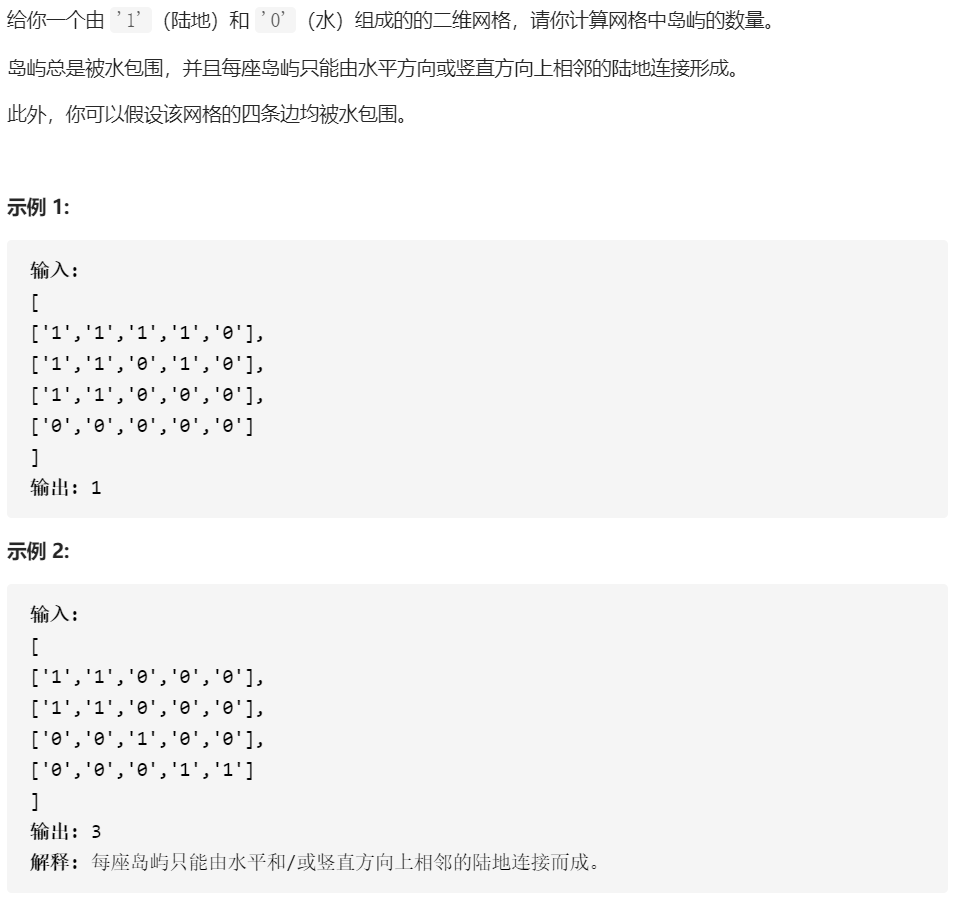 给你一个由 '1'（陆地）和 '0'（水）组成的的二维网格，请你计算网格中岛屿的数量。
岛屿总是被水包围，并且每座岛屿只能由水平方向或竖直方向上相邻的陆地连接形成。
此外，你可以假设该网格的四条边均被水包围。
示例 1:
输入:
[
['1','1','1','1','0'],
['1','1','0','1','0'],
['1','1','0','0','0'],
['0','0','0','0','0']
]
输出: 1
示例 2:
输入:
[
['1','1','0','0','0'],
['1','1','0','0','0'],
['0','0','1','0','0'],
['0','0','0','1','1']
]
输出: 3
解释: 每座岛屿只能由水平和/或竖直方向上相邻的陆地连接而成。